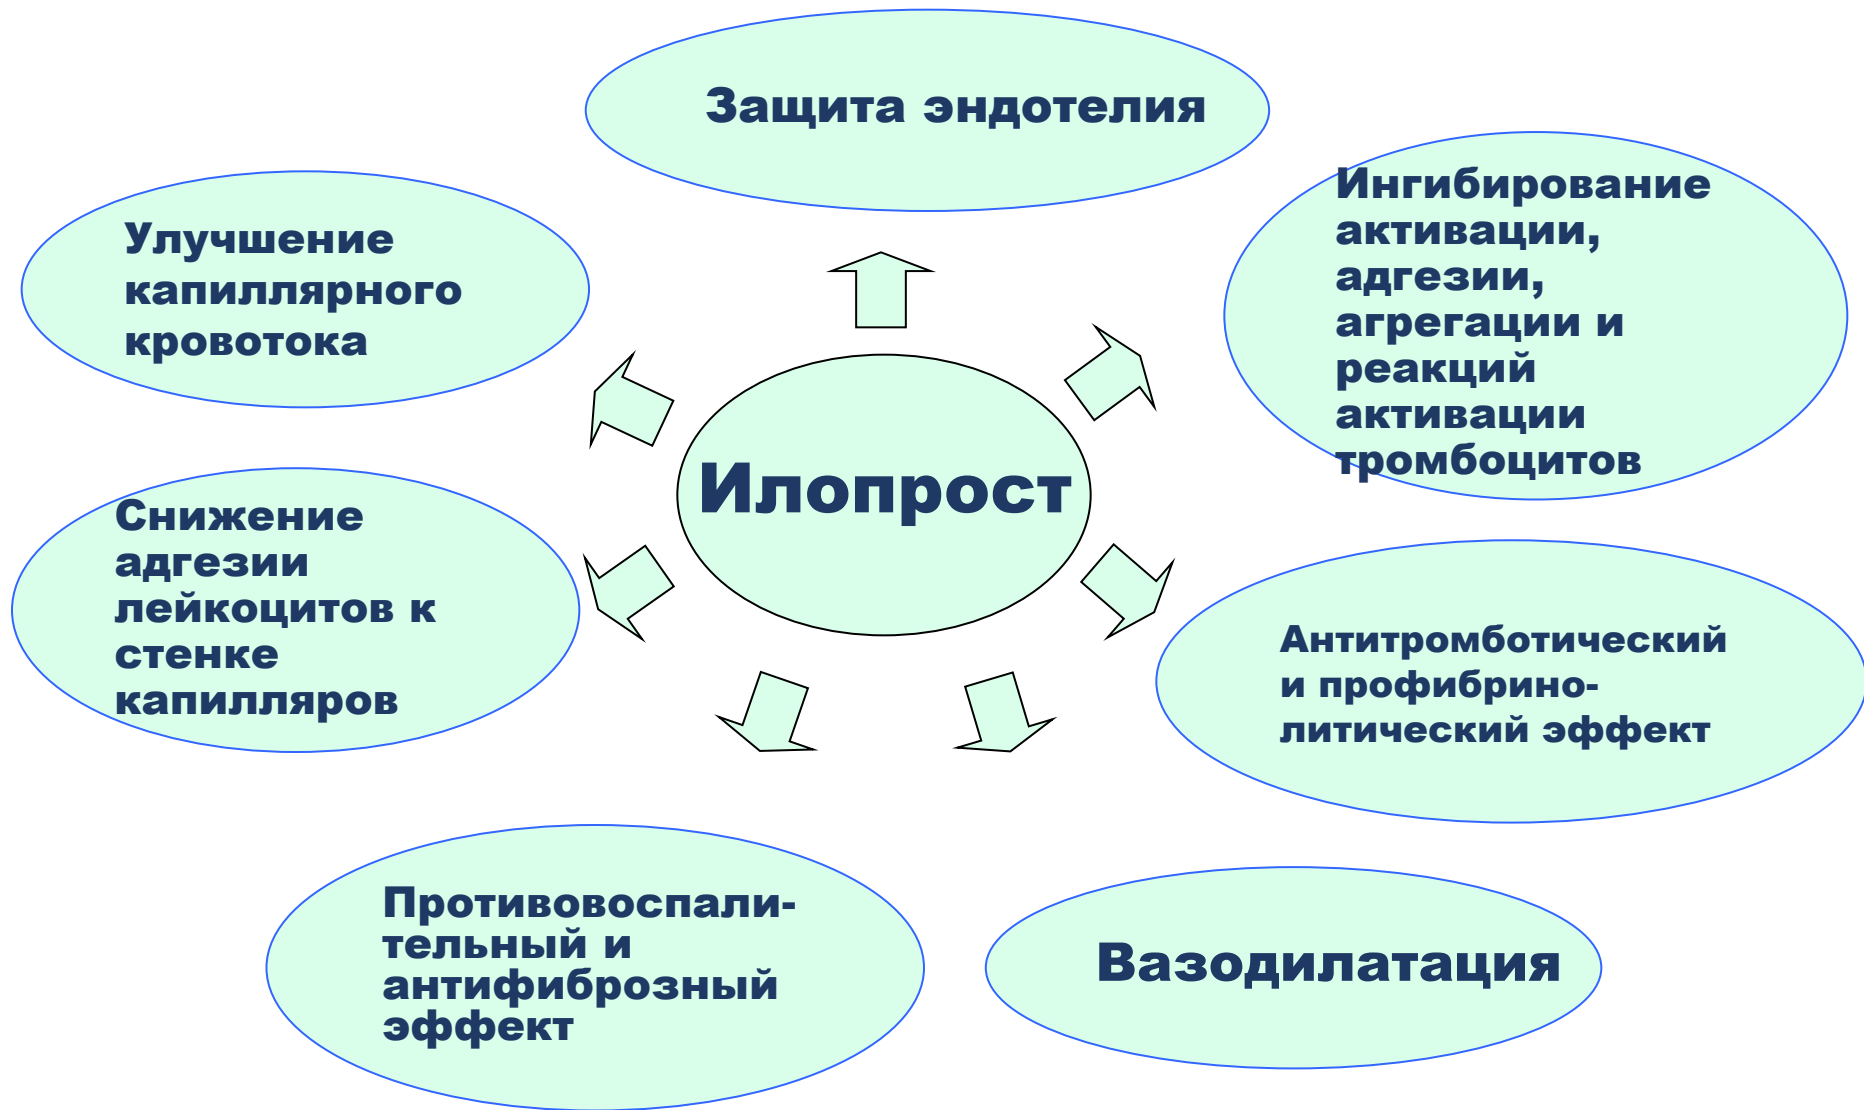 Защита эндотелия
Ингибирование
активации,
адгезии,
агрегации и
реакций
активации
тромбоцитов
Улучшение
капиллярного
кровотока
Илопрост
Снижение
адгезии
лейкоцитов к
стенке
капилляров
Антитромботический
и профибрино-
литический эффект
Противовоспали-
тельный и
антифиброзный
эффект
Вазодилатация